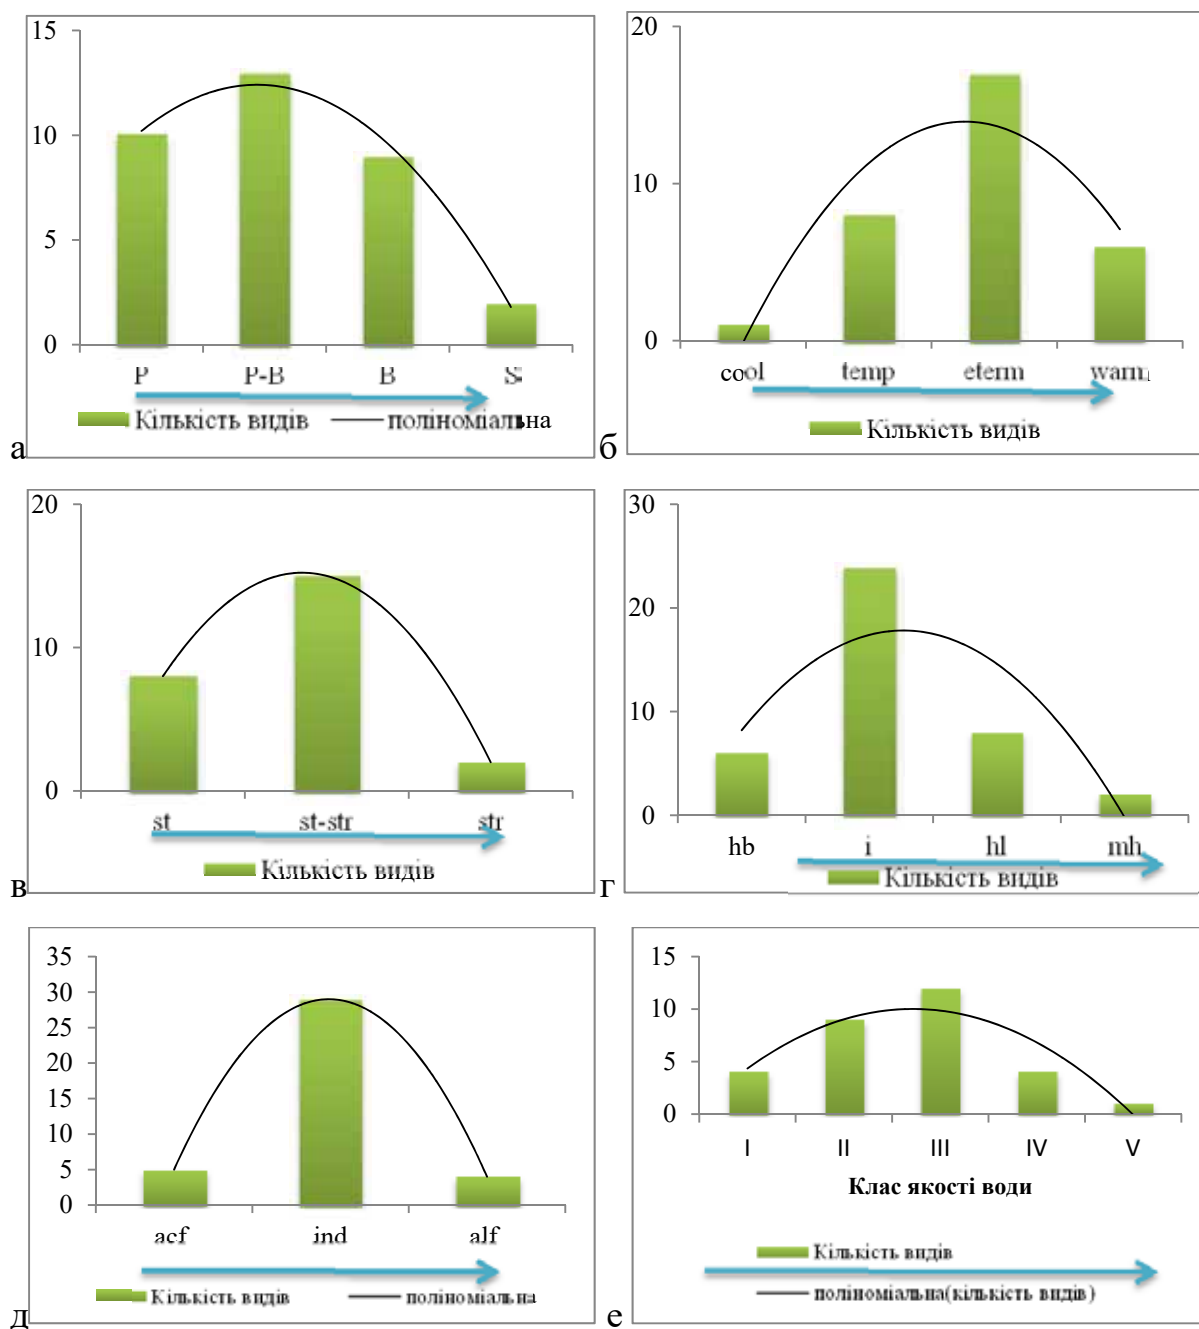 15
10
5
0
P
P-B
B
S
Кількість видів
поліноміальна
а
20
10
0
cool
temp
eterm
warm
Кількість видів
б
20
10
0
st
st-str
str
Кількість видів
в
30
20
10
0
hb
i
hl
mh
Кількість видів
г
35
30
25
20
15
10
5
0
acf
ind
alf
Кількість видів
поліноміальна
д
15
10
5
0
I
II
III
IV
V
Клас якості води
Кількість видів
поліноміальна(кількість видів)
е